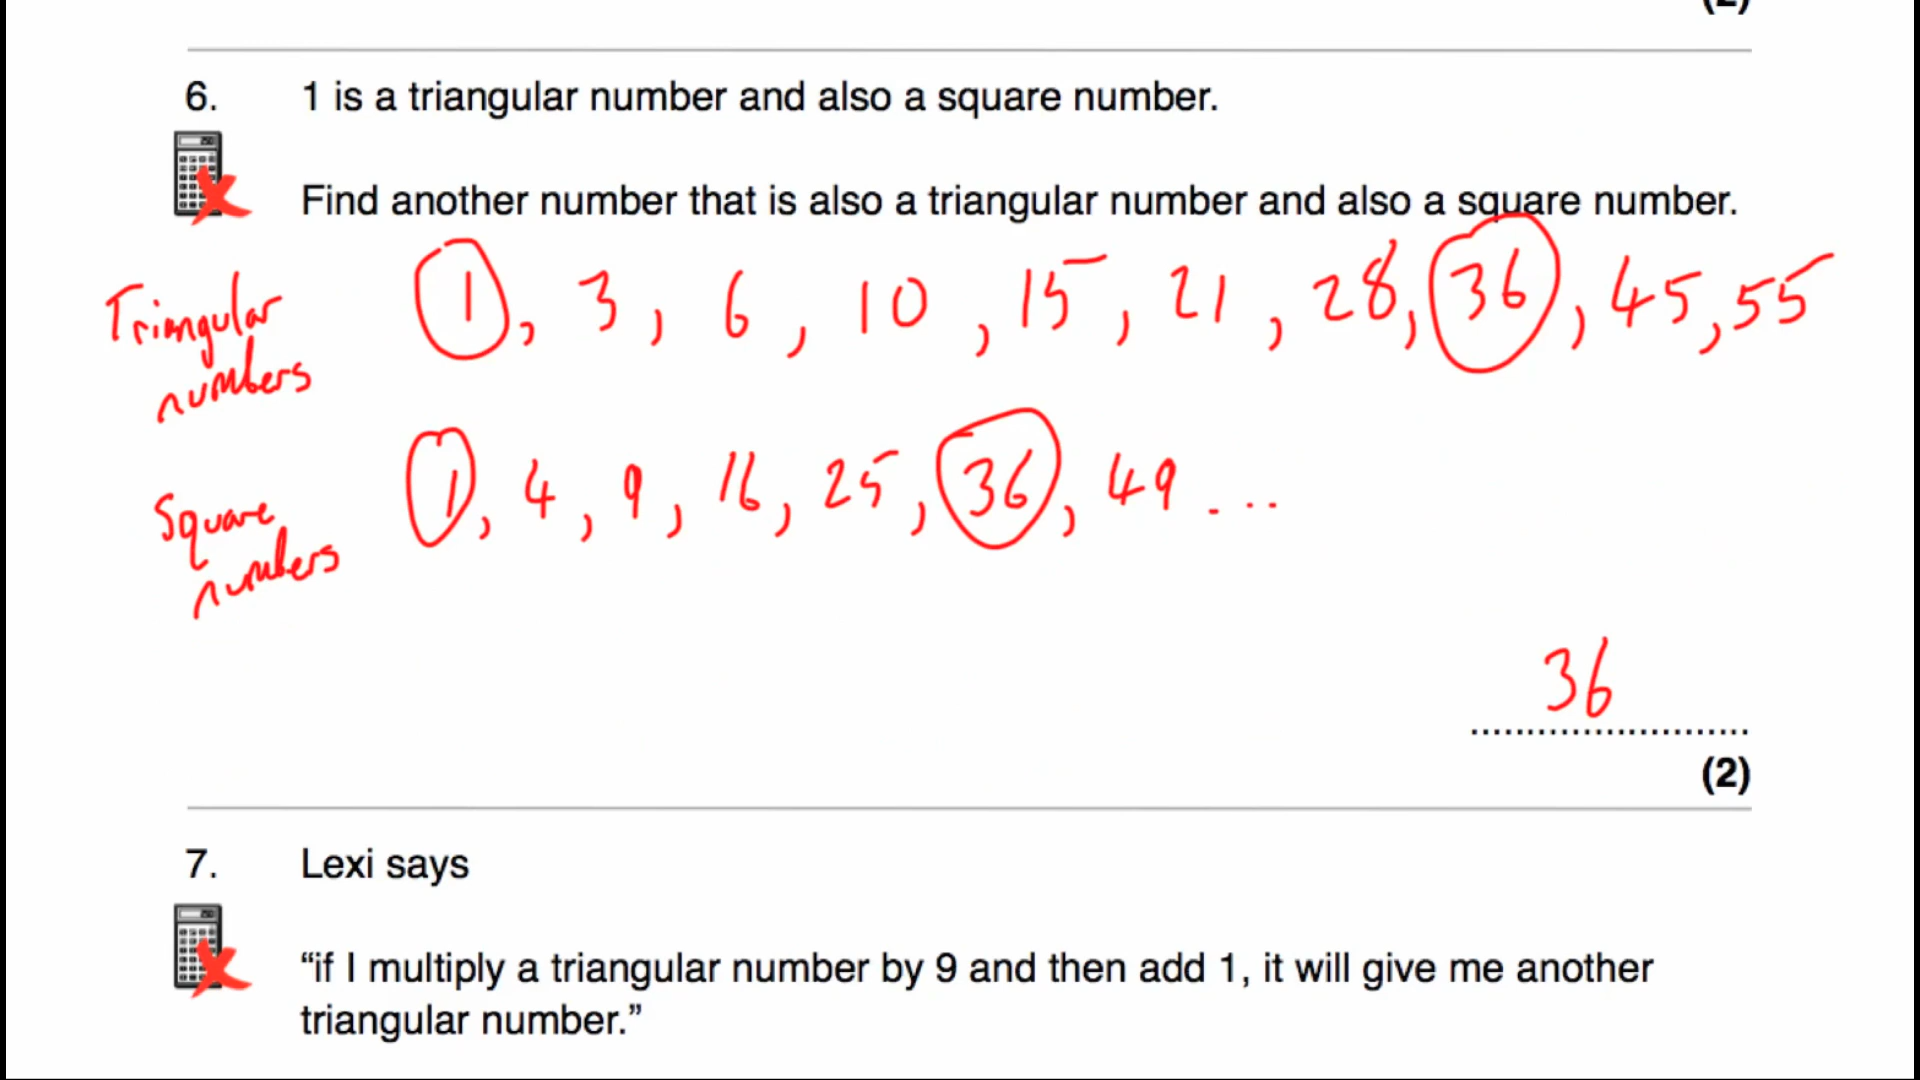 (2)
6. 1 is a triangular number and also a square number.
Find another number that is also a triangular number and also a square number.
Triangular numbers 1, 3, 6, 10, 15, 21, 28, 36, 45, 55
Square numbers 1, 4, 9, 16, 25, 36, 49 ....
36
(2)
7. Lexi says
“if I multiply a triangular number by 9 and then add 1, it will give me another
triangular number.”